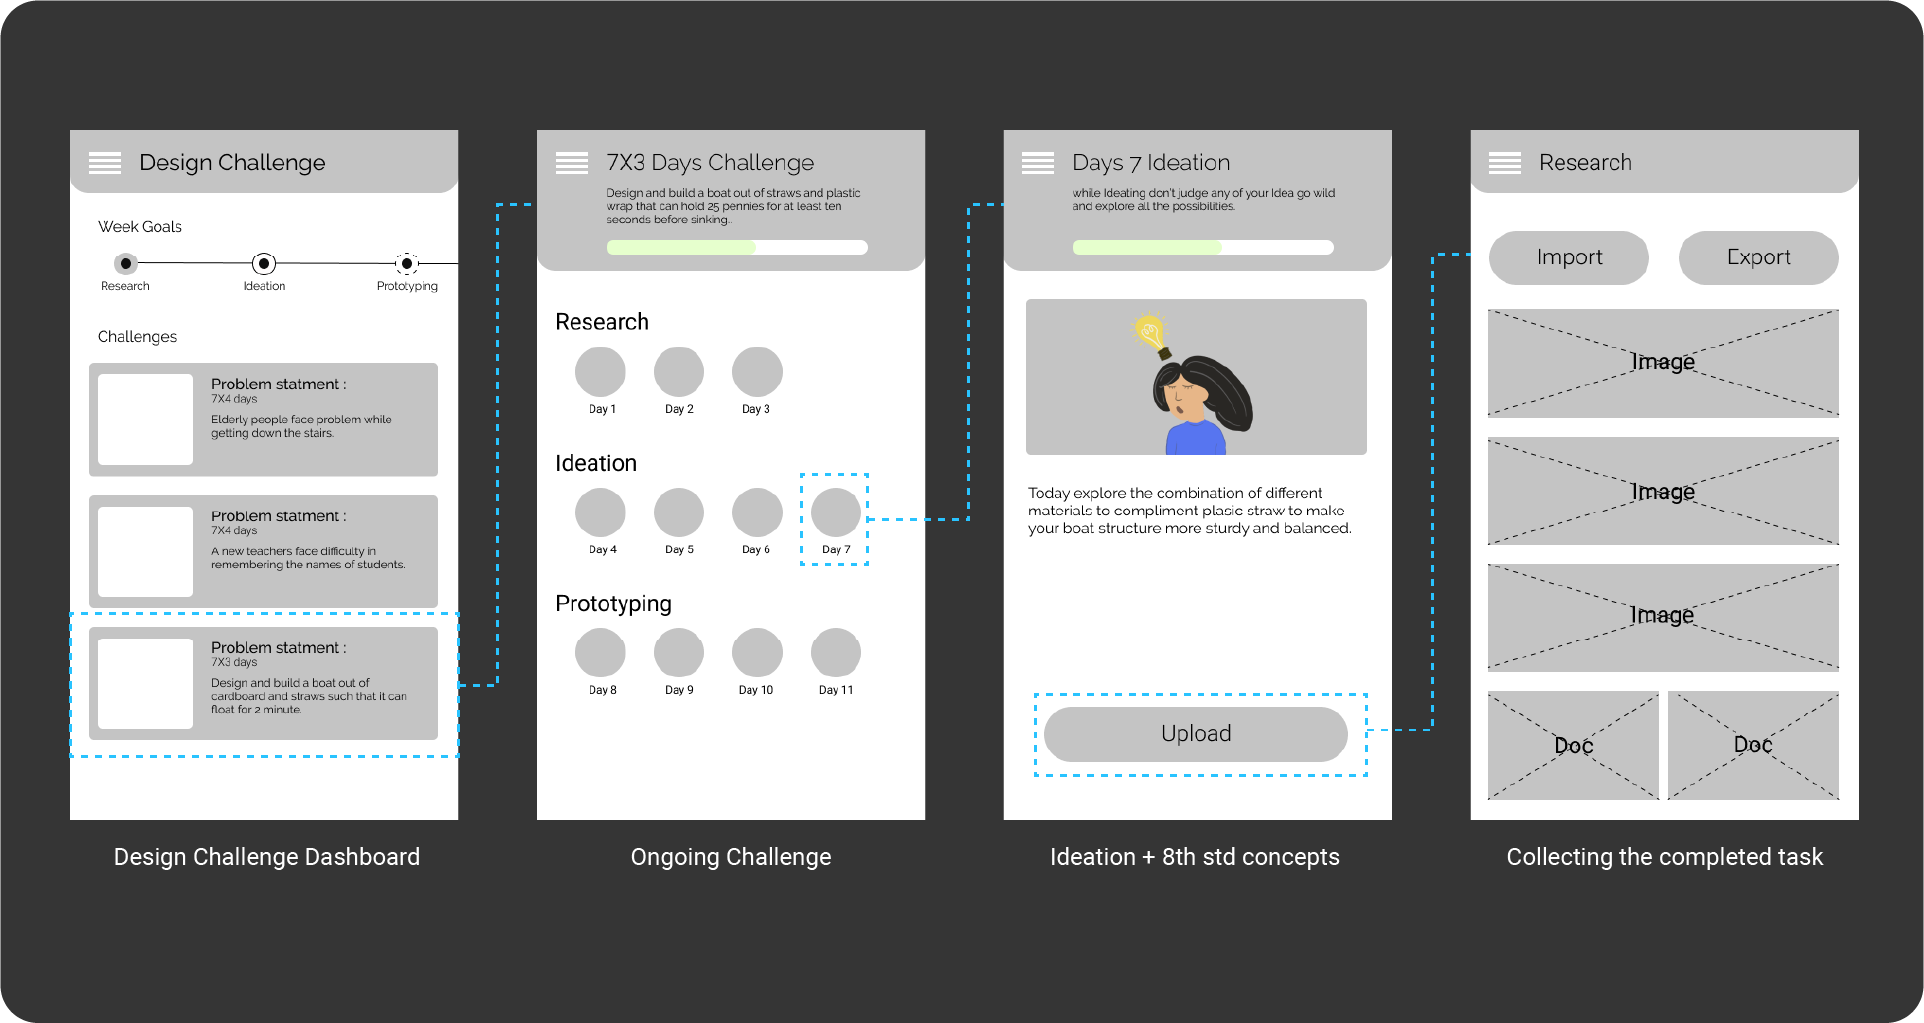 Design Challenge
Week Goals
Research
Ideation
Prototyping
Challenges
Problem statment :
7X4 days
Elderly people face problem while
getting down the stairs.
Problem statment :
7X4 days
A new teachers face difficulty in
remembering the names of students.
Problem statment :
7X3 days
Design and build a boat out of
cardboard and straws such that it can
float for 2 minute.
Design Challenge Dashboard
7X3 Days Challenge
Design and build a boat out of straws and plastic
wrap that can hold 25 pennies for at least ten
seconds before sinking..
Research
Day 1
Day 2
Day 3
Ideation
Day 4
Day 5
Day 6
Day 7
Prototyping
Day 8
Day 9
Day 10
Day 11
Ongoing Challenge
Days 7 Ideation
while Ideating don't judge any of your Idea go wild
and explore all the possibilities.
Today explore the combination of different
materials to compliment plasic straw to make
your boat structure more sturdy and balanced.
Upload
Ideation + 8th std concepts
Research
Import
Export
Image
Image
Image
Doc
Doc
Collecting the completed task